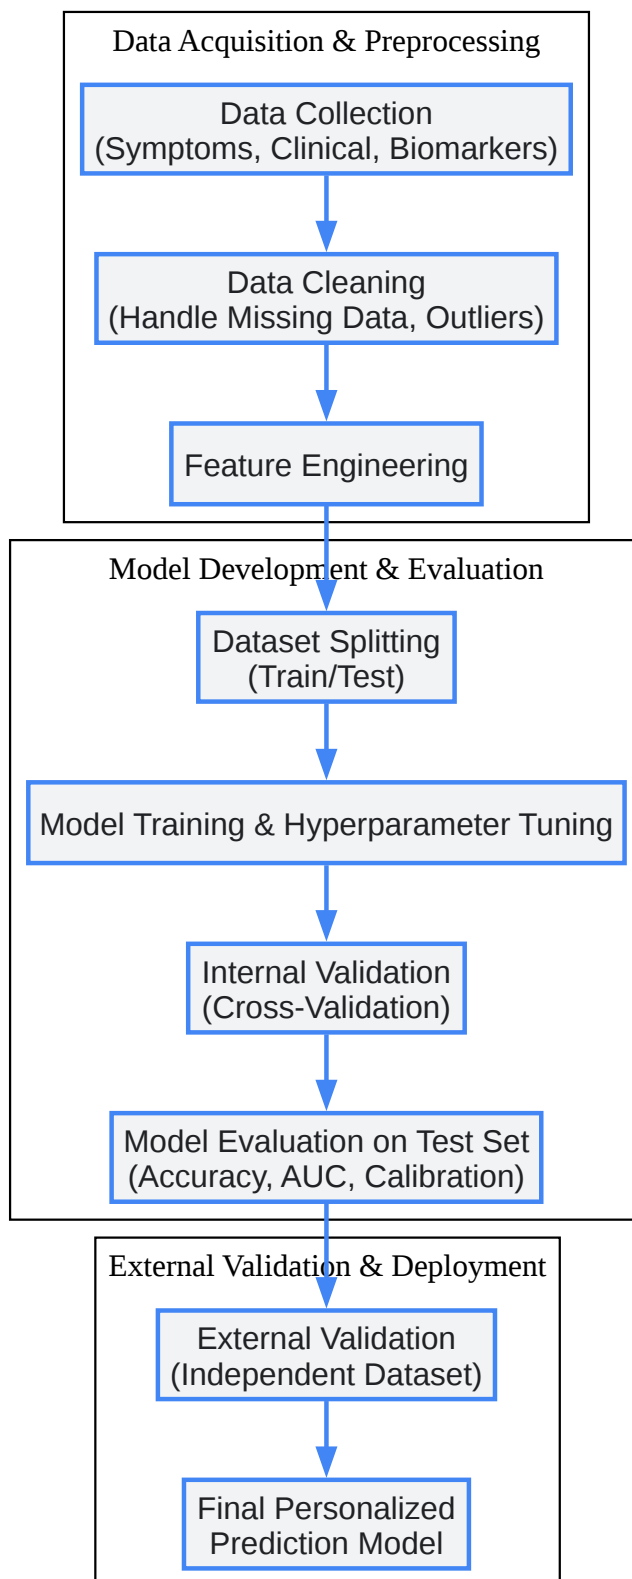 Data Acquisition & Preprocessing
Data Collection
(Symptoms, Clinical, Biomarkers)
Data Cleaning
(Handle Missing Data, Outliers)
Feature Engineering
Model Development & Evaluation
Dataset Splitting
(Train/Test)
Model Training & Hyperparameter Tuning
Internal Validation
(Cross-Validation)
Model Evaluation on Test Set
(Accuracy, AUC, Calibration)
External Validation & Deployment
External Validation
(Independent Dataset)
Final Personalized
Prediction Model